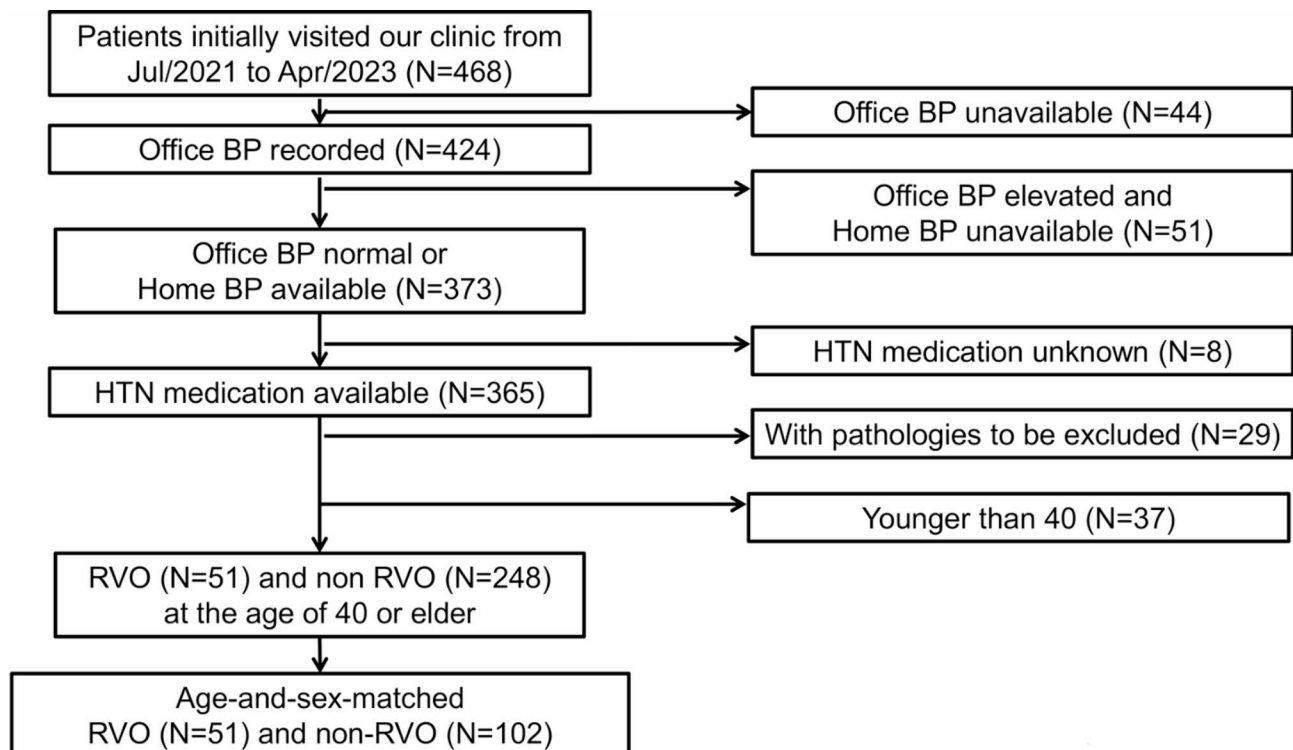 Patients initially visited our clinic from
Jul/2021 to Apr/2023 (N=468)
Office BP unavailable (N=44)
Office BP recorded (N=424)
Office BP elevated and
Home BP unavailable (N=51)
Office BP normal or
Home BP available (N=373)
HTN medication unknown (N=8)
HTN medication available (N=365)
With pathologies to be excluded (N=29)
Younger than 40 (N=37)
RVO (N=51) and non RVO (N=248)
at the age of 40 or elder
Age-and-sex-matched
RVO (N=51) and non-RVO (N=102)